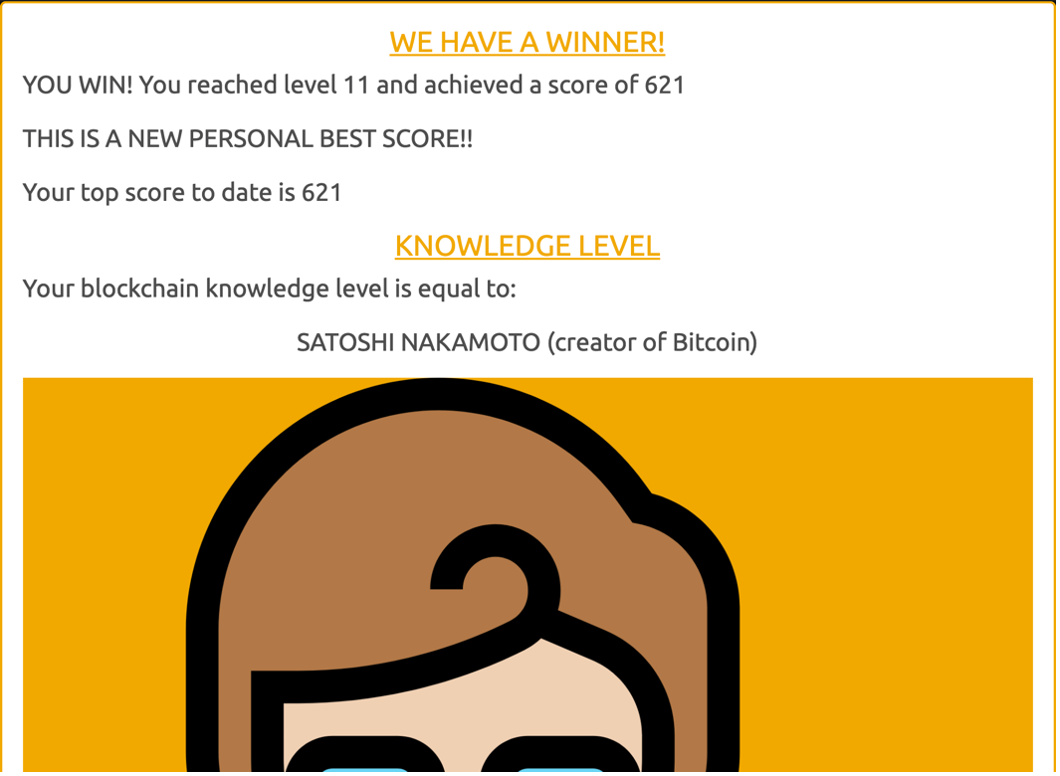 WE HAVE A WINNER!
YOU WIN! You reached level 11 and achieved a score of 621
THIS IS A NEW PERSONAL BEST SCORE!!
Your top score to date is 621
KNOWLEDGE LEVEL
Your blockchain knowledge level is equal to:
SATOSHI NAKAMOTO (creator of Bitcoin)